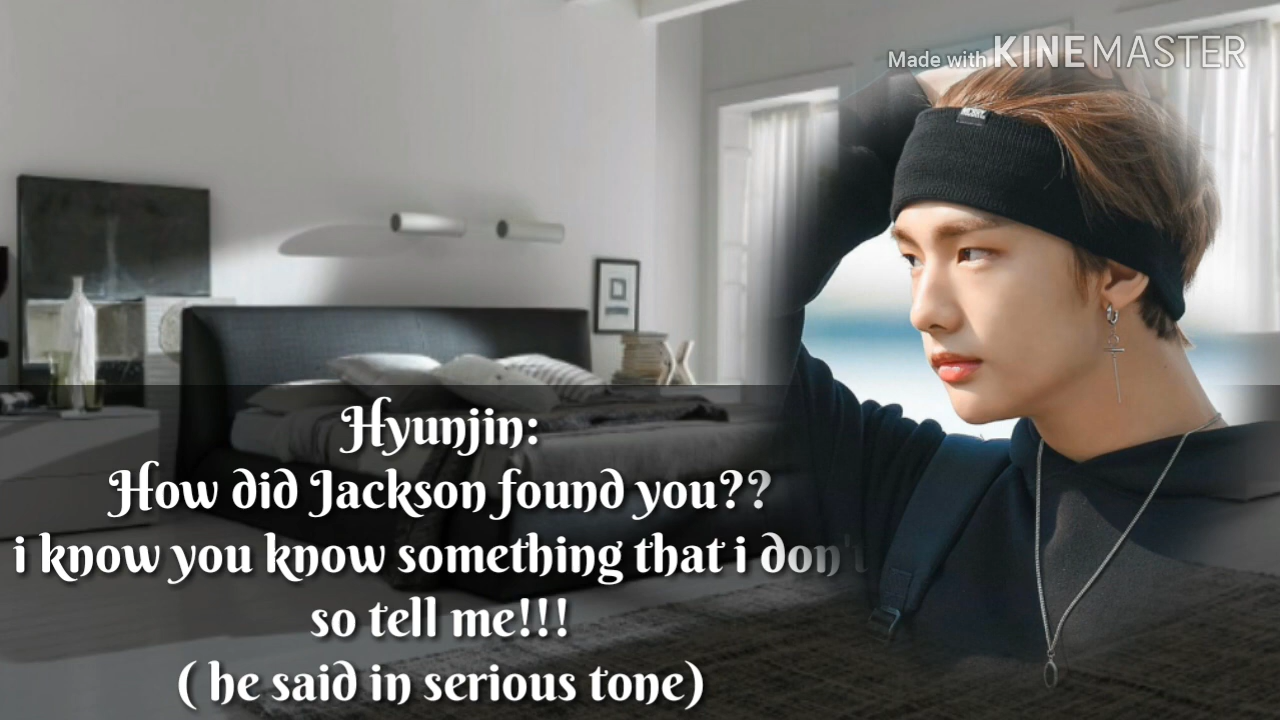 Made with KINEMASTER
Hyunjin:
How did Jackson found you??
i know you know something that i don't
so tell me!!!
( he said in serious tone)